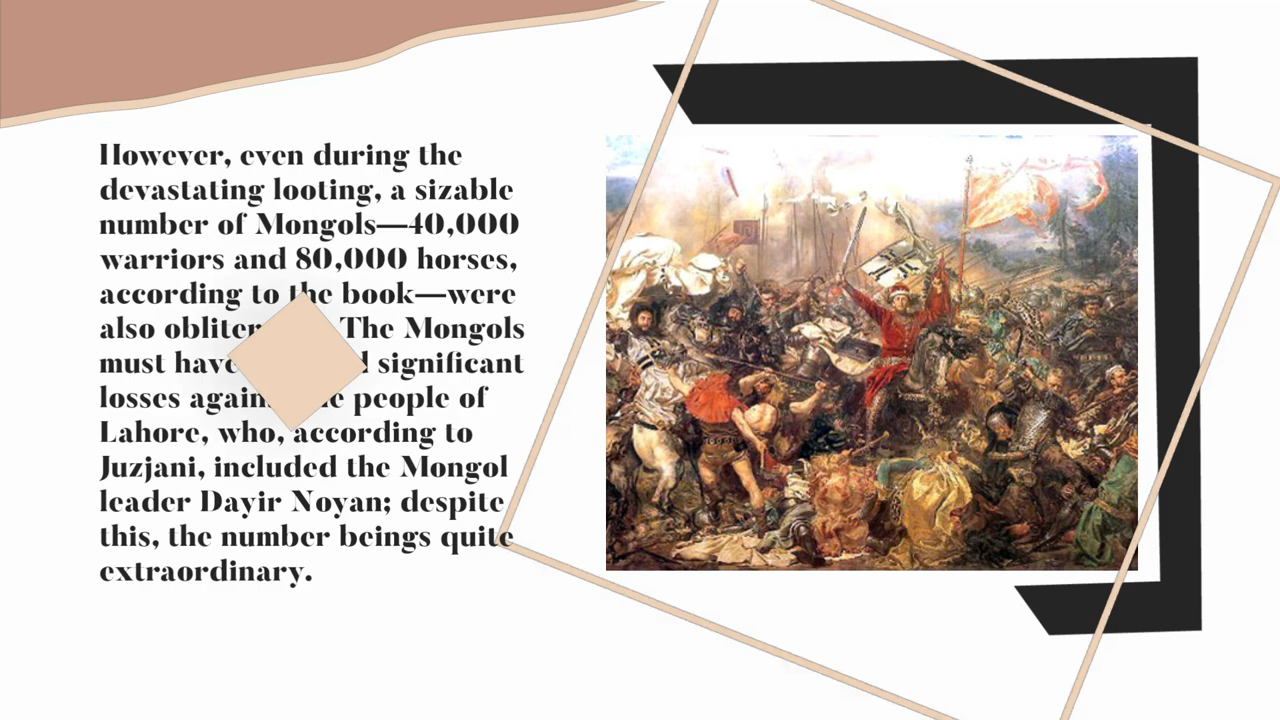 However, even during the
devastating looting, a sizable
number of Mongols—40,000
warriors and 80,000 horses,
according to the book—were
also The Mongols
must have significant
losses people of
Lahore, who, according to
Juzjani, included the Mongol
leader Dayir Noyan; despite
this, the number beings quite
extraordinary.